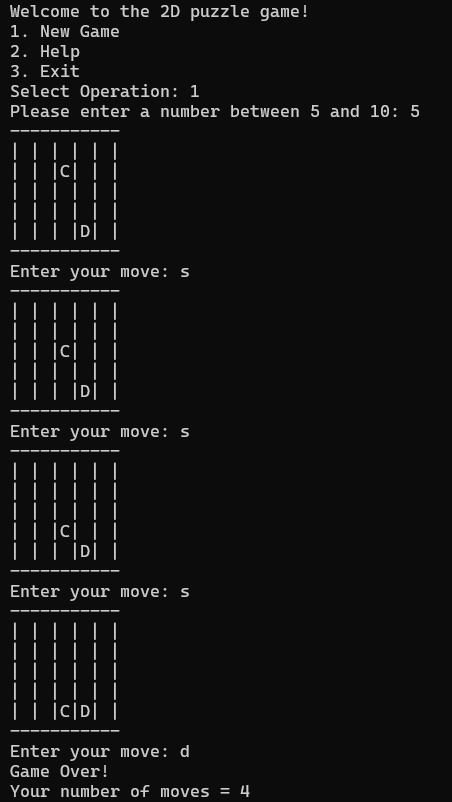 Welcome to the 2D puzzle game!
1. New Game
2. Help
3. Exit
Select Operation: 1
Please enter a number between 5 and 10: 5
-----------
| | | | | |
| | |C| | |
| | | | | |
| | | | | |
| | | |D| |
-----------
Enter your move: s
-----------
| | | | | |
| | | | | |
| | |C| | |
| | | | | |
| | | |D| |
-----------
Enter your move: s
-----------
| | | | | |
| | | | | |
| | | | | |
| | |C| | |
| | | |D| |
-----------
Enter your move: s
-----------
| | | | | |
| | | | | |
| | | | | |
| | | | | |
| | |C|D| |
-----------
Enter your move: d
Game Over!
Your number of moves = 4